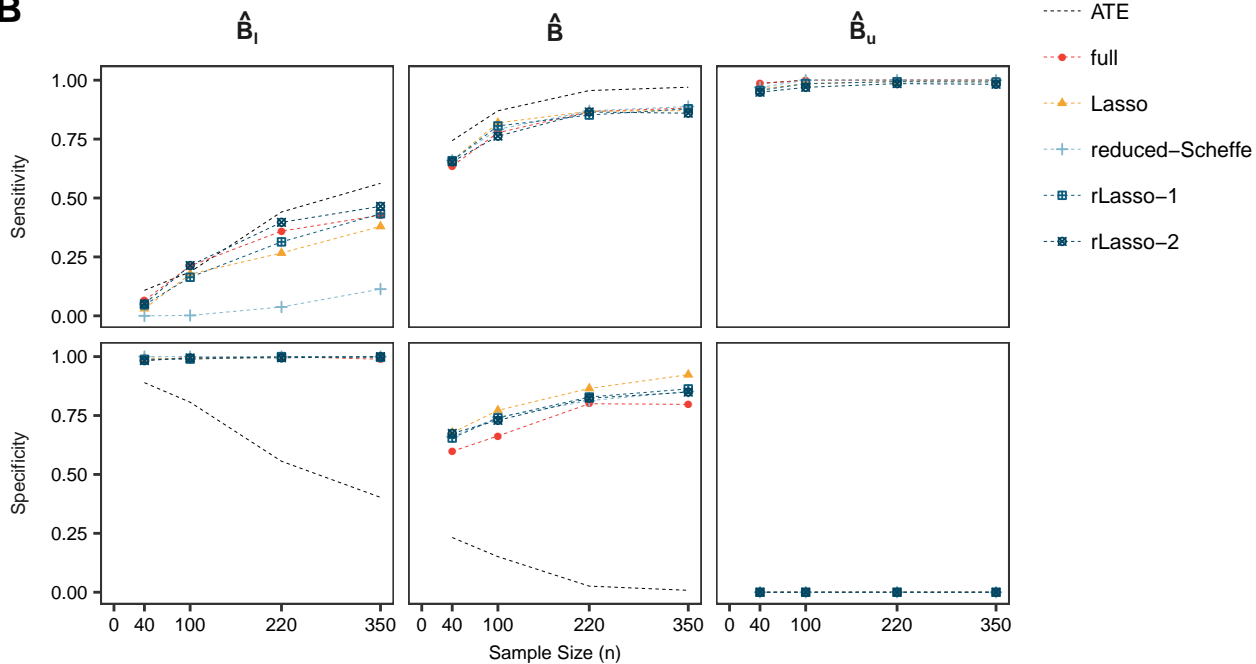 B
B̂l
B̂
B̂u
ATE
full
Lasso
reduced−Scheffe
rLasso−1
rLasso−2
Sensitivity
1.00
0.75
0.50
0.25
0.00
Specificity
1.00
0.75
0.50
0.25
0.00
0 40 100 220 350 0 40 100 220 350 0 40 100 220 350
Sample Size (n)